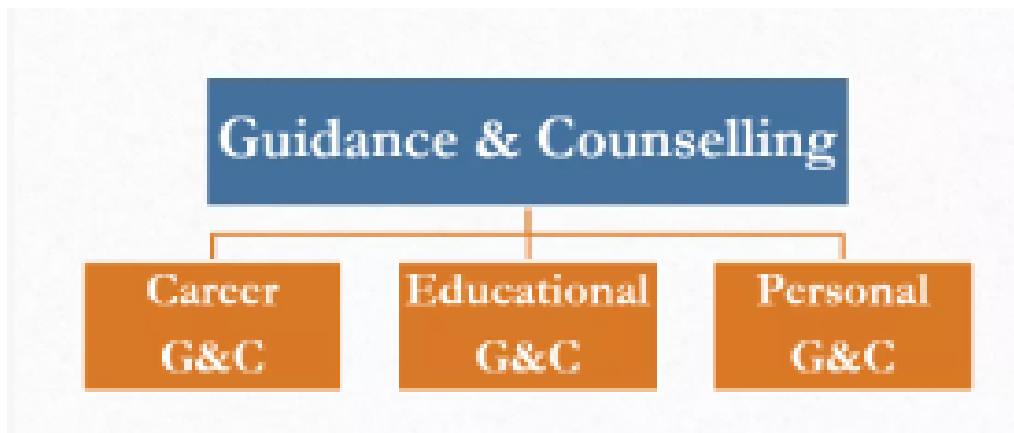 Guidance & Counselling
Career
G&C
Educational
G&C
Personal
G&C